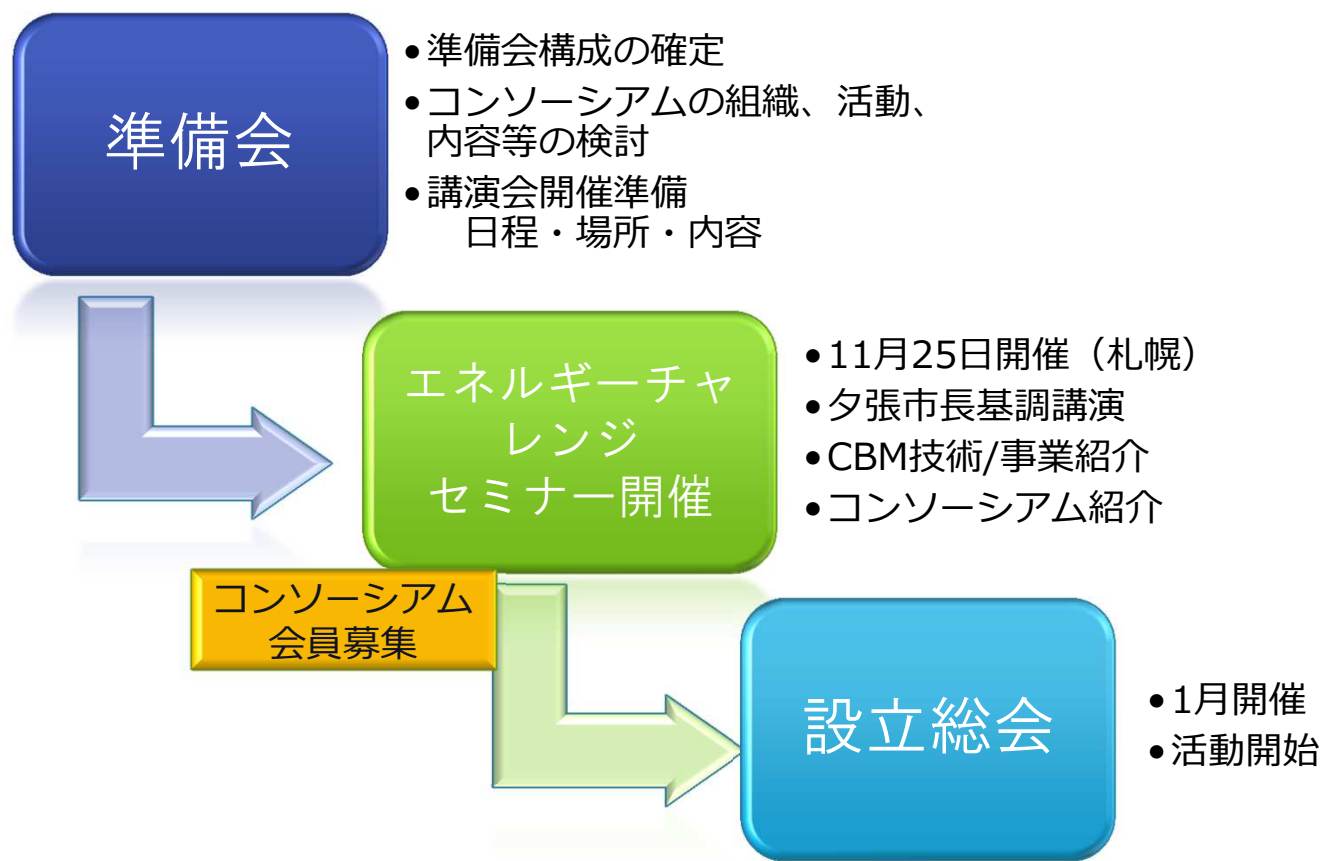 準備会
•準備会構成の確定
•コンソーシアムの組織、活動、
内容等の検討
•講演会開催準備
日程・場所・内容
エネルギーチャ
レンジ
セミナー開催
•11月25日開催（札幌）
•夕張市長基調講演
•CBM技術/事業紹介
•コンソーシアム紹介
コンソーシアム
会員募集
設立総会
•1月開催
•活動開始